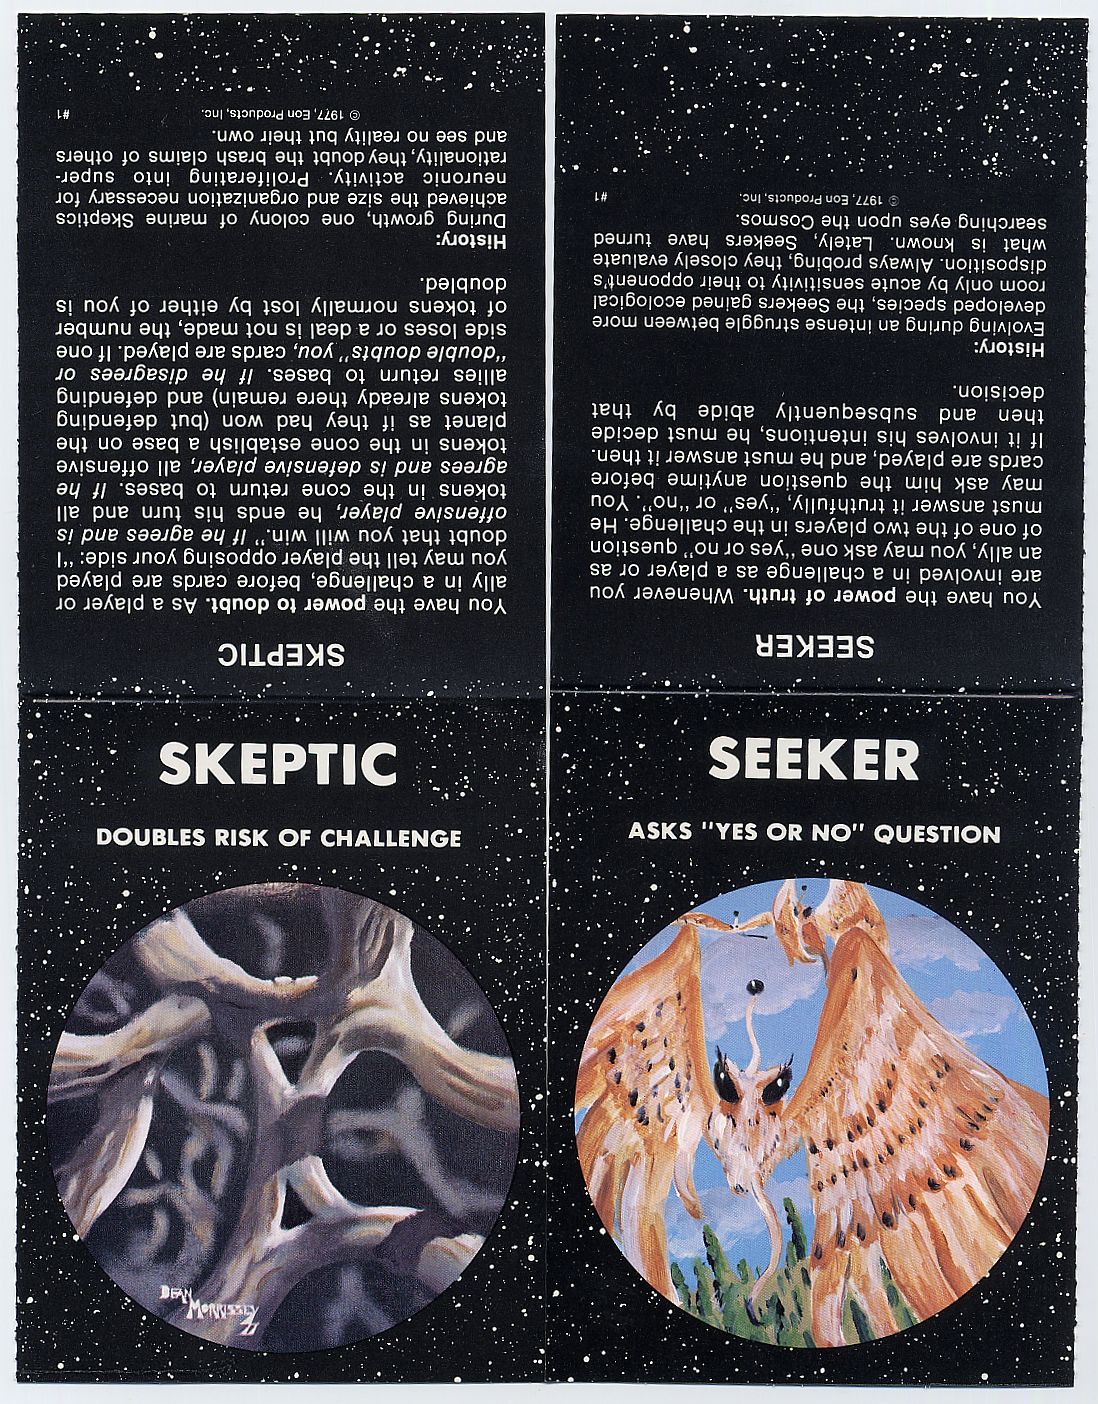 SKEPTIC
You have the power to doubt. As a player or
ally in a challenge, before cards are played
you may tell the player opposing your side: "I
doubt that you will win." If he agrees and is
offensive player, he ends his turn and all
tokens in the cone return to bases. If he
agrees and is defensive player, all offensive
tokens in the cone establish a base on the
planet as if they had won (but defending
tokens already there remain) and defending
allies return to bases. If he disagrees or
"double doubts" you, cards are played. If one
side loses or a deal is not made, the number
of tokens normally lost by either of you is
doubled.
History:
During growth, one colony of marine Skeptics
achieved the size and organization necessary for
neuronic activity. Proliferating into super-
rationality, they doubt the brash claims of others
and see no reality but their own.
© 1977, Eon Products, Inc.
#1
SEEKER
You have the power of truth. Whenever you
are involved in a challenge as a player or as
an ally, you may ask one "yes or no" question
of one of the two players in the challenge. He
must answer it truthfully, "yes" or "no". You
may ask him the question anytime before
cards are played, and he must answer it then.
If it involves his intentions, he must decide
then and subsequently abide by that
decision.
History:
Evolving during an intense struggle between more
developed species, the Seekers gained ecological
room only by acute sensitivity to their opponent's
disposition. Always probing, they closely evaluate
what is known. Lately, Seekers have turned
searching eyes upon the Cosmos.
© 1977, Eon Products, Inc.
#1
SKEPTIC
DOUBLES RISK OF CHALLENGE
DEAN
MORRISSEY
77
SEEKER
ASKS "YES OR NO" QUESTION